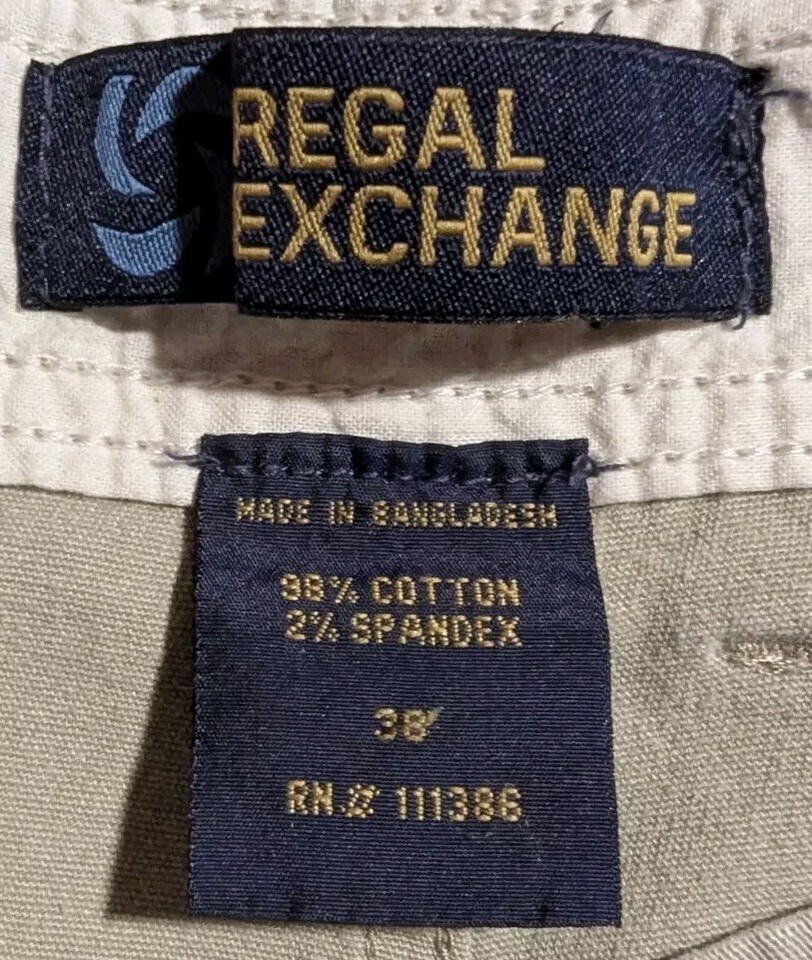 REGAL
EXCHANGE
MADE IN BANGLADESH
98% COTTON
2% SPANDEX
38
RN# 111386